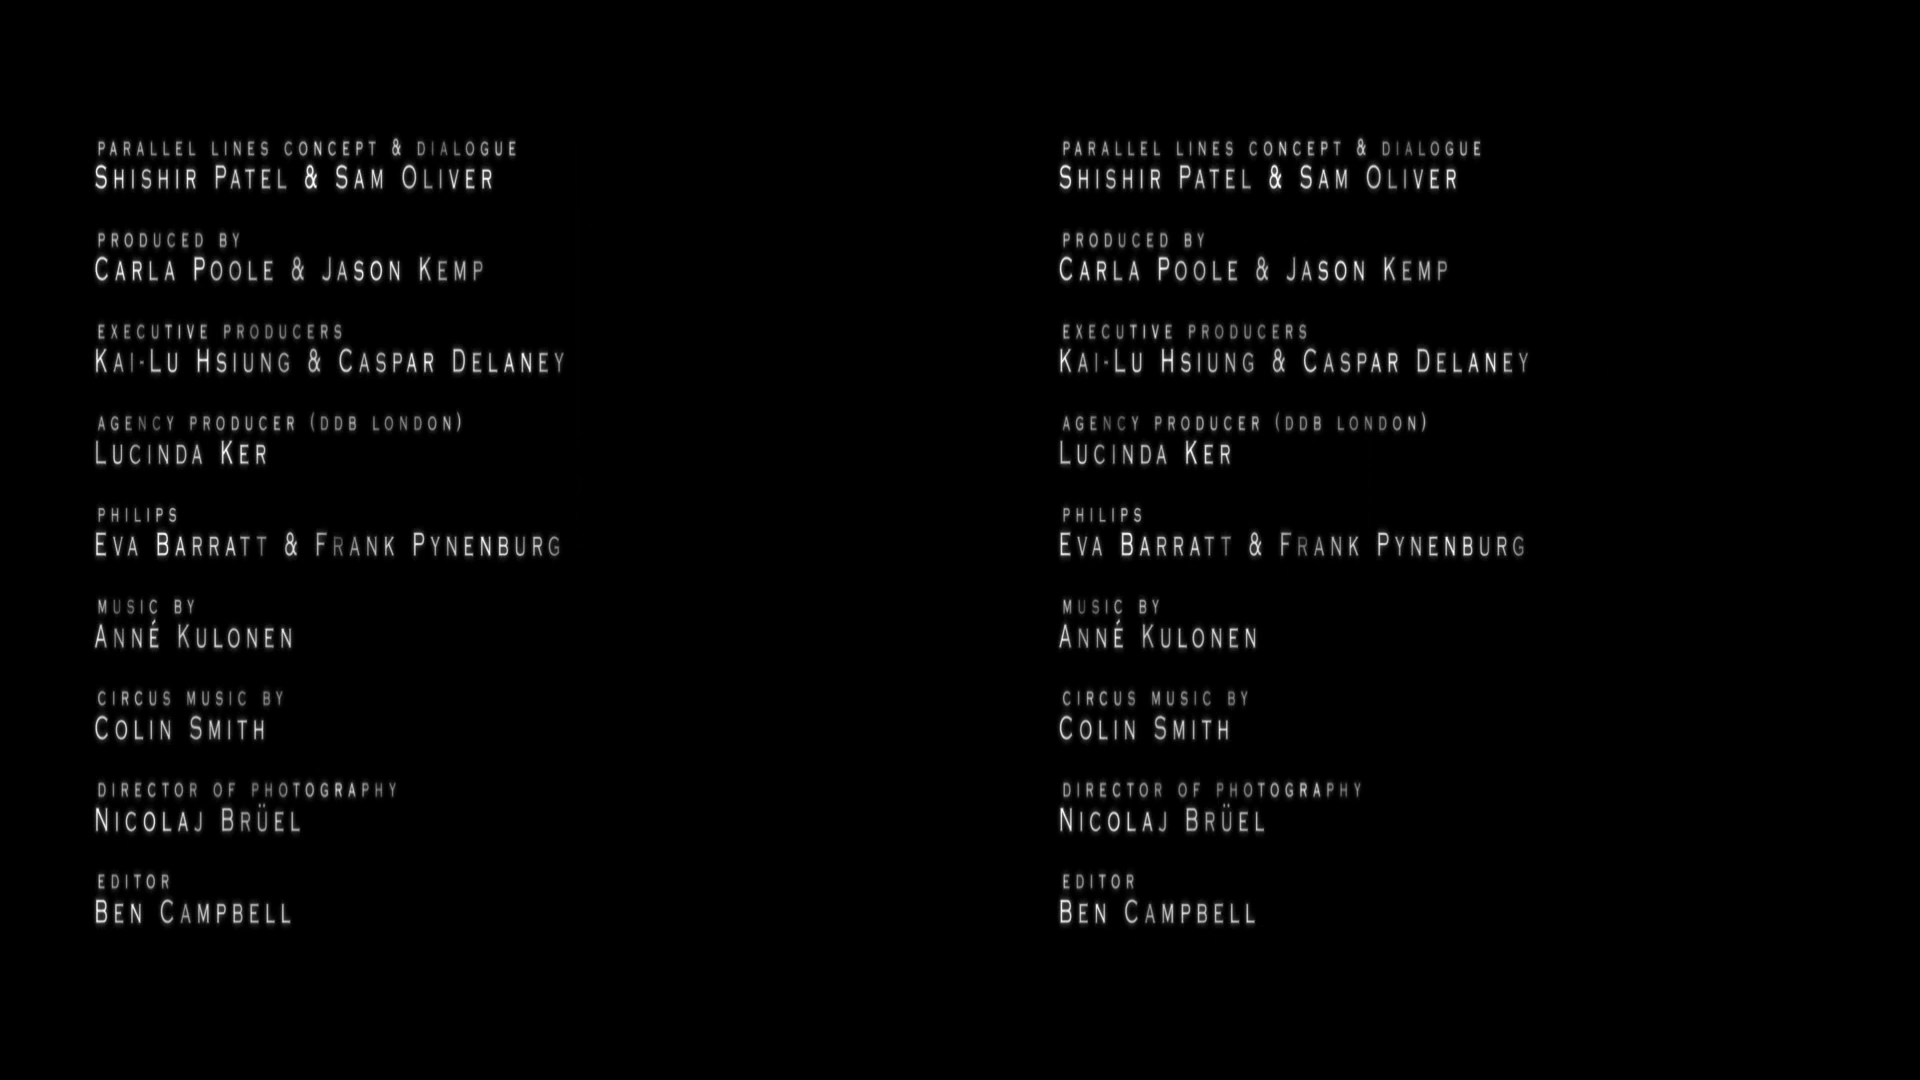 PARALLEL LINES CONCEPT & DIALOGUE
SHISHIR PATEL & SAM OLIVER
PRODUCED BY
CARLA POOLE & JASON KEMP
EXECUTIVE PRODUCERS
KAI-LU HSIUNG & CASPAR DELANEY
AGENCY PRODUCER (DDB LONDON)
LUCINDA KER
PHILIPS
EVA BARRATT & FRANK PYNENBURG
MUSIC BY
ANNÉ KULONEN
CIRCUS MUSIC BY
COLIN SMITH
DIRECTOR OF PHOTOGRAPHY
NICOLAJ BRÜEL
EDITOR
BEN CAMPBELL
PARALLEL LINES CONCEPT & DIALOGUE
SHISHIR PATEL & SAM OLIVER
PRODUCED BY
CARLA POOLE & JASON KEMP
EXECUTIVE PRODUCERS
KAI-LU HSIUNG & CASPAR DELANEY
AGENCY PRODUCER (DDB LONDON)
LUCINDA KER
PHILIPS
EVA BARRATT & FRANK PYNENBURG
MUSIC BY
ANNÉ KULONEN
CIRCUS MUSIC BY
COLIN SMITH
DIRECTOR OF PHOTOGRAPHY
NICOLAJ BRÜEL
EDITOR
BEN CAMPBELL